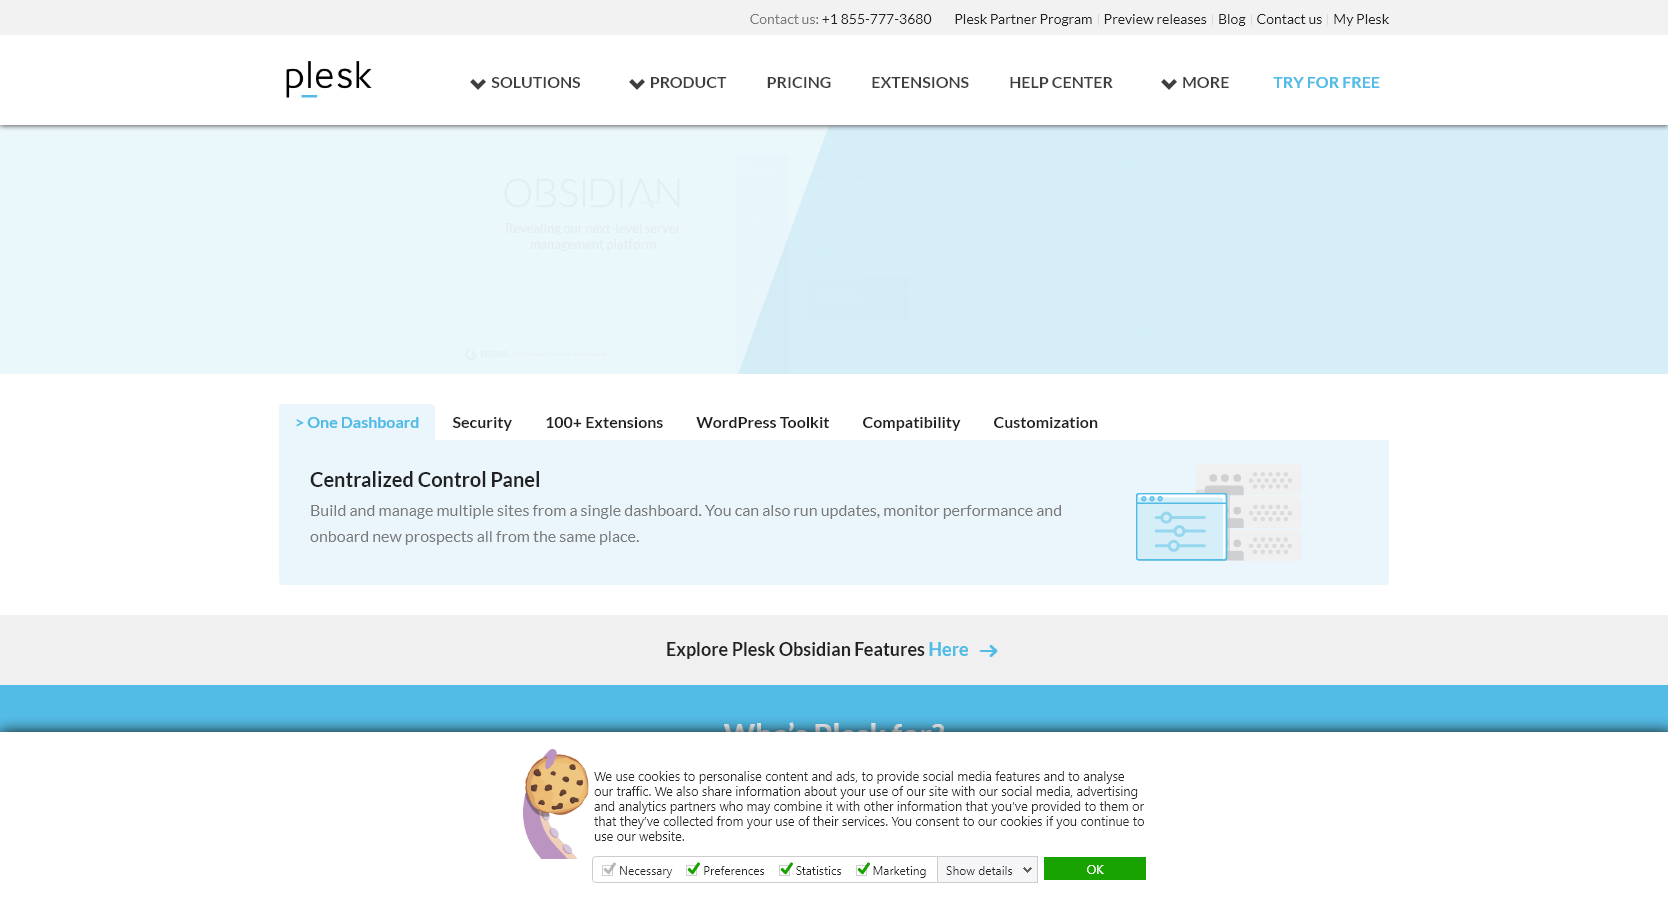 Contact us: +1 855-777-3680 Plesk Partner Program Preview releases Blog Contact us My Plesk
plesk SOLUTIONS PRODUCT PRICING EXTENSIONS HELP CENTER MORE TRY FOR FREE
OBSIDIAN
Revealing our next-level server
management platform
> One Dashboard Security 100+ Extensions WordPress Toolkit Compatibility Customization
Centralized Control Panel
Build and manage multiple sites from a single dashboard. You can also run updates, monitor performance and
onboard new prospects all from the same place.
Explore Plesk Obsidian Features Here
Who's Plesk for?
We use cookies to personalise content and ads, to provide social media features and to analyse
our traffic. We also share information about your use of our site with our social media, advertising
and analytics partners who may combine it with other information that you've provided to them or
that they've collected from your use of their services. You consent to our cookies if you continue to
use our website.
Necessary Preferences Statistics Marketing Show details OK